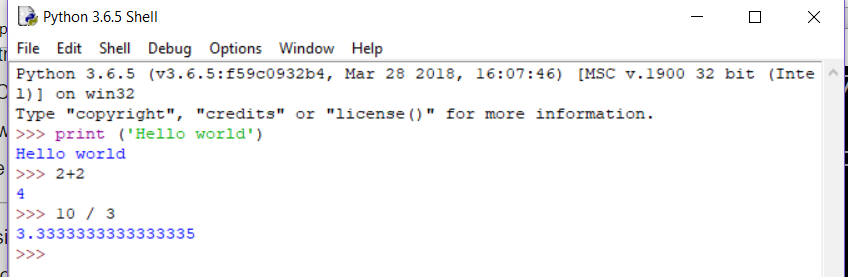 Python 3.6.5 Shell
File Edit Shell Debug Options Window Help
Python 3.6.5 (v3.6.5:f59c0932b4, Mar 28 2018, 16:07:46) [MSC v.1900 32 bit (Inte
l)] on win32
Type "copyright", "credits" or "license()" for more information.
>>> print ('Hello world')
Hello world
>>> 2+2
4
>>> 10 / 3
3.3333333333333335
>>>